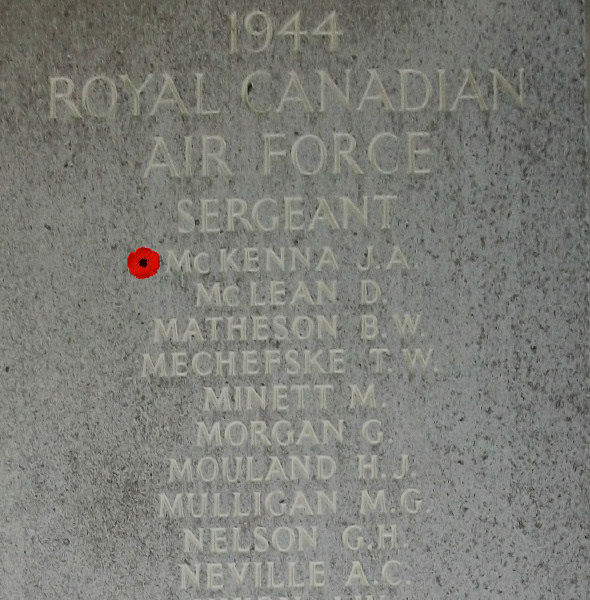 1944
ROYAL CANADIAN
AIR FORCE
SERGEANT
McKENNA J.A.
McLEAN D.
MATHESON B.W.
MECHEFSKE T.W.
MINETT M.
MORGAN G.
MOULAND H.J.
MULLIGAN M.G.
NELSON G.H.
NEVILLE A.C.